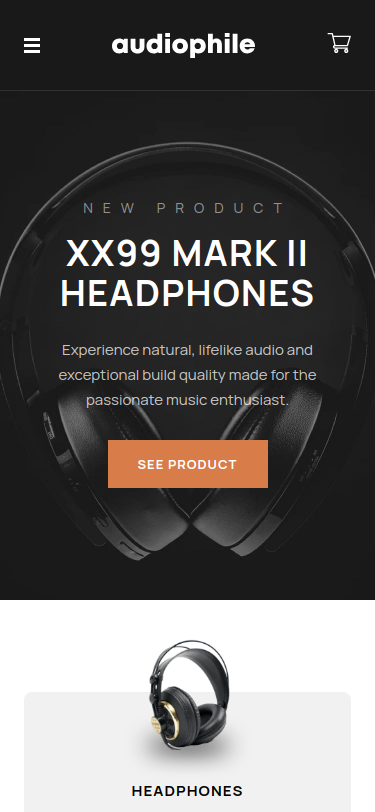 audiophile
NEW PRODUCT
XX99 MARK II
HEADPHONES
Experience natural, lifelike audio and
exceptional build quality made for the
passionate music enthusiast.
SEE PRODUCT
HEADPHONES